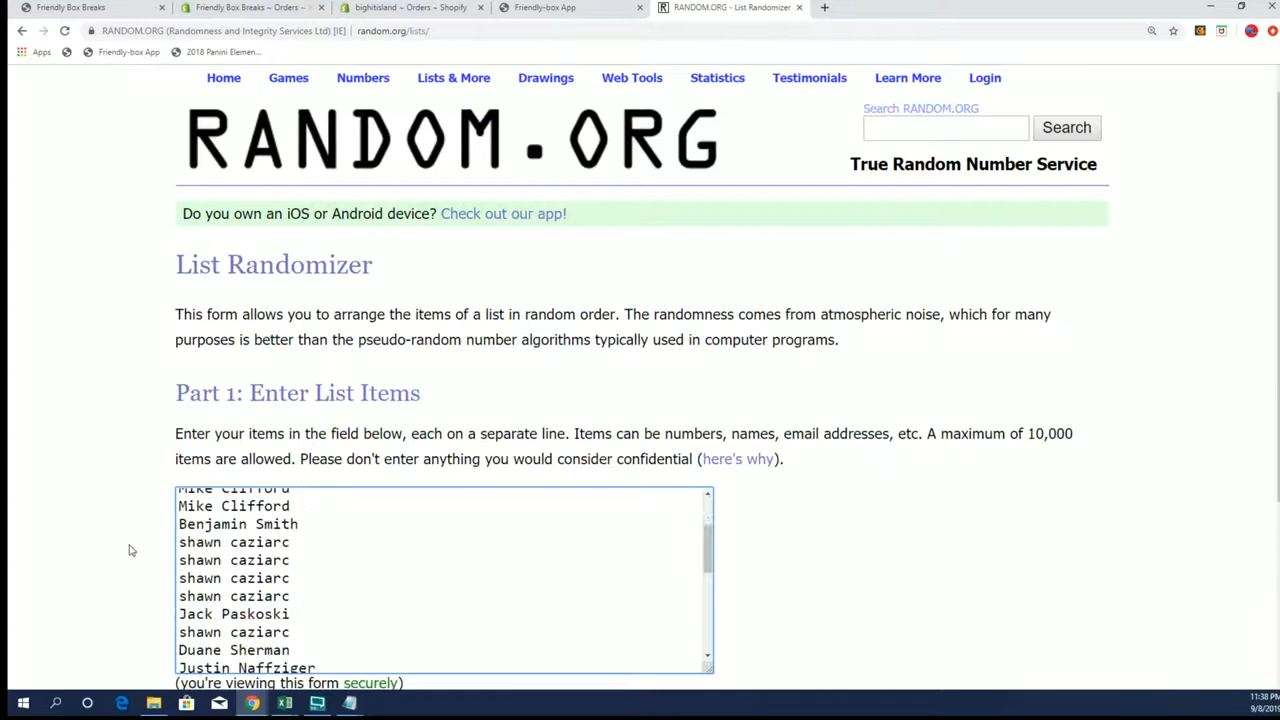 Friendly Box Breaks
Friendly Box Breaks ~ Orders ~
bighitisland ~ Orders ~ Shopify
Friendly-box App
RANDOM.ORG - List Randomizer
RANDOM.ORG (Randomness and Integrity Services Ltd) [IE] | random.org/lists/
Apps
Friendly-box App
2018 Panini Elemen...
Home Games Numbers Lists & More Drawings Web Tools Statistics Testimonials Learn More Login
Search RANDOM.ORG
RANDOM.ORG
Search
True Random Number Service
Do you own an iOS or Android device? Check out our app!
List Randomizer
This form allows you to arrange the items of a list in random order. The randomness comes from atmospheric noise, which for many
purposes is better than the pseudo-random number algorithms typically used in computer programs.
Part 1: Enter List Items
Enter your items in the field below, each on a separate line. Items can be numbers, names, email addresses, etc. A maximum of 10,000
items are allowed. Please don't enter anything you would consider confidential (here's why).
Mike Clifford
Mike Clifford
Benjamin Smith
shawn caziarc
shawn caziarc
shawn caziarc
shawn caziarc
Jack Paskoski
shawn caziarc
Duane Sherman
Justin Naffziger
(you're viewing this form securely)
11:38 PM
9/8/2019